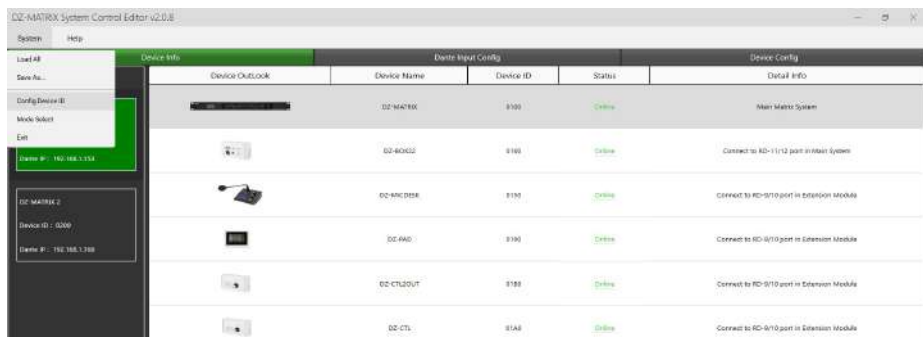 DZ-MATRIX System Control Editor v2.0.8
System Help
Load All
Save As...
Config Device ID
Mode Select
Exit
Dante IP : 192.168.1.153
DZ-MATRIX 2
Device ID : 0200
Dante IP : 192.168.1.208
Device Info Dante Input Config Device Config
Device OutLook Device Name Device ID Status Detail Info
DZ-MATRIX 0100 Online Main Matrix System
0160 Online Connect to RD-11/12 port in Main System
DZ-MICDESK 0150 Online Connect to RD-9/10 port in Extension Module
DZ-PAD 0190 Online Connect to RD-9/10 port in Extension Module
DZ-CTL2OUT 01B0 Online Connect to RD-9/10 port in Extension Module
DZ-CTL 01A0 Online Connect to RD-9/10 port in Extension Module